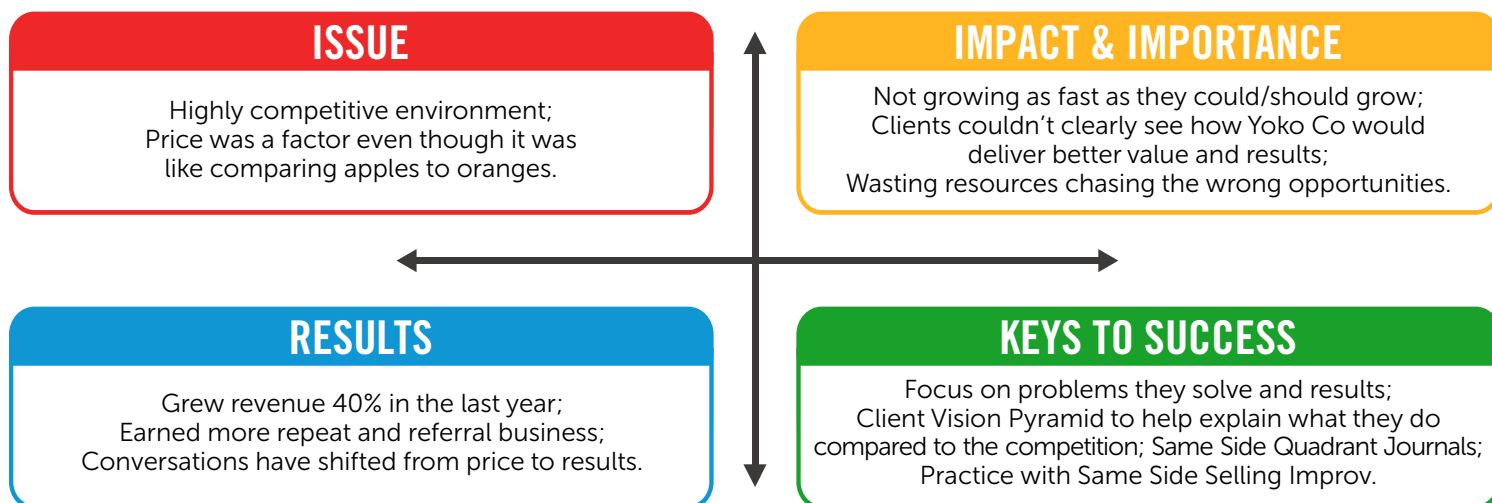 ISSUE
Highly competitive environment;
Price was a factor even though it was
like comparing apples to oranges.
IMPACT & IMPORTANCE
Not growing as fast as they could/should grow;
Clients couldn’t clearly see how Yoko Co would
deliver better value and results;
Wasting resources chasing the wrong opportunities.
RESULTS
Grew revenue 40% in the last year;
Earned more repeat and referral business;
Conversations have shifted from price to results.
KEYS TO SUCCESS
Focus on problems they solve and results;
Client Vision Pyramid to help explain what they do
compared to the competition; Same Side Quadrant Journals;
Practice with Same Side Selling Improv.